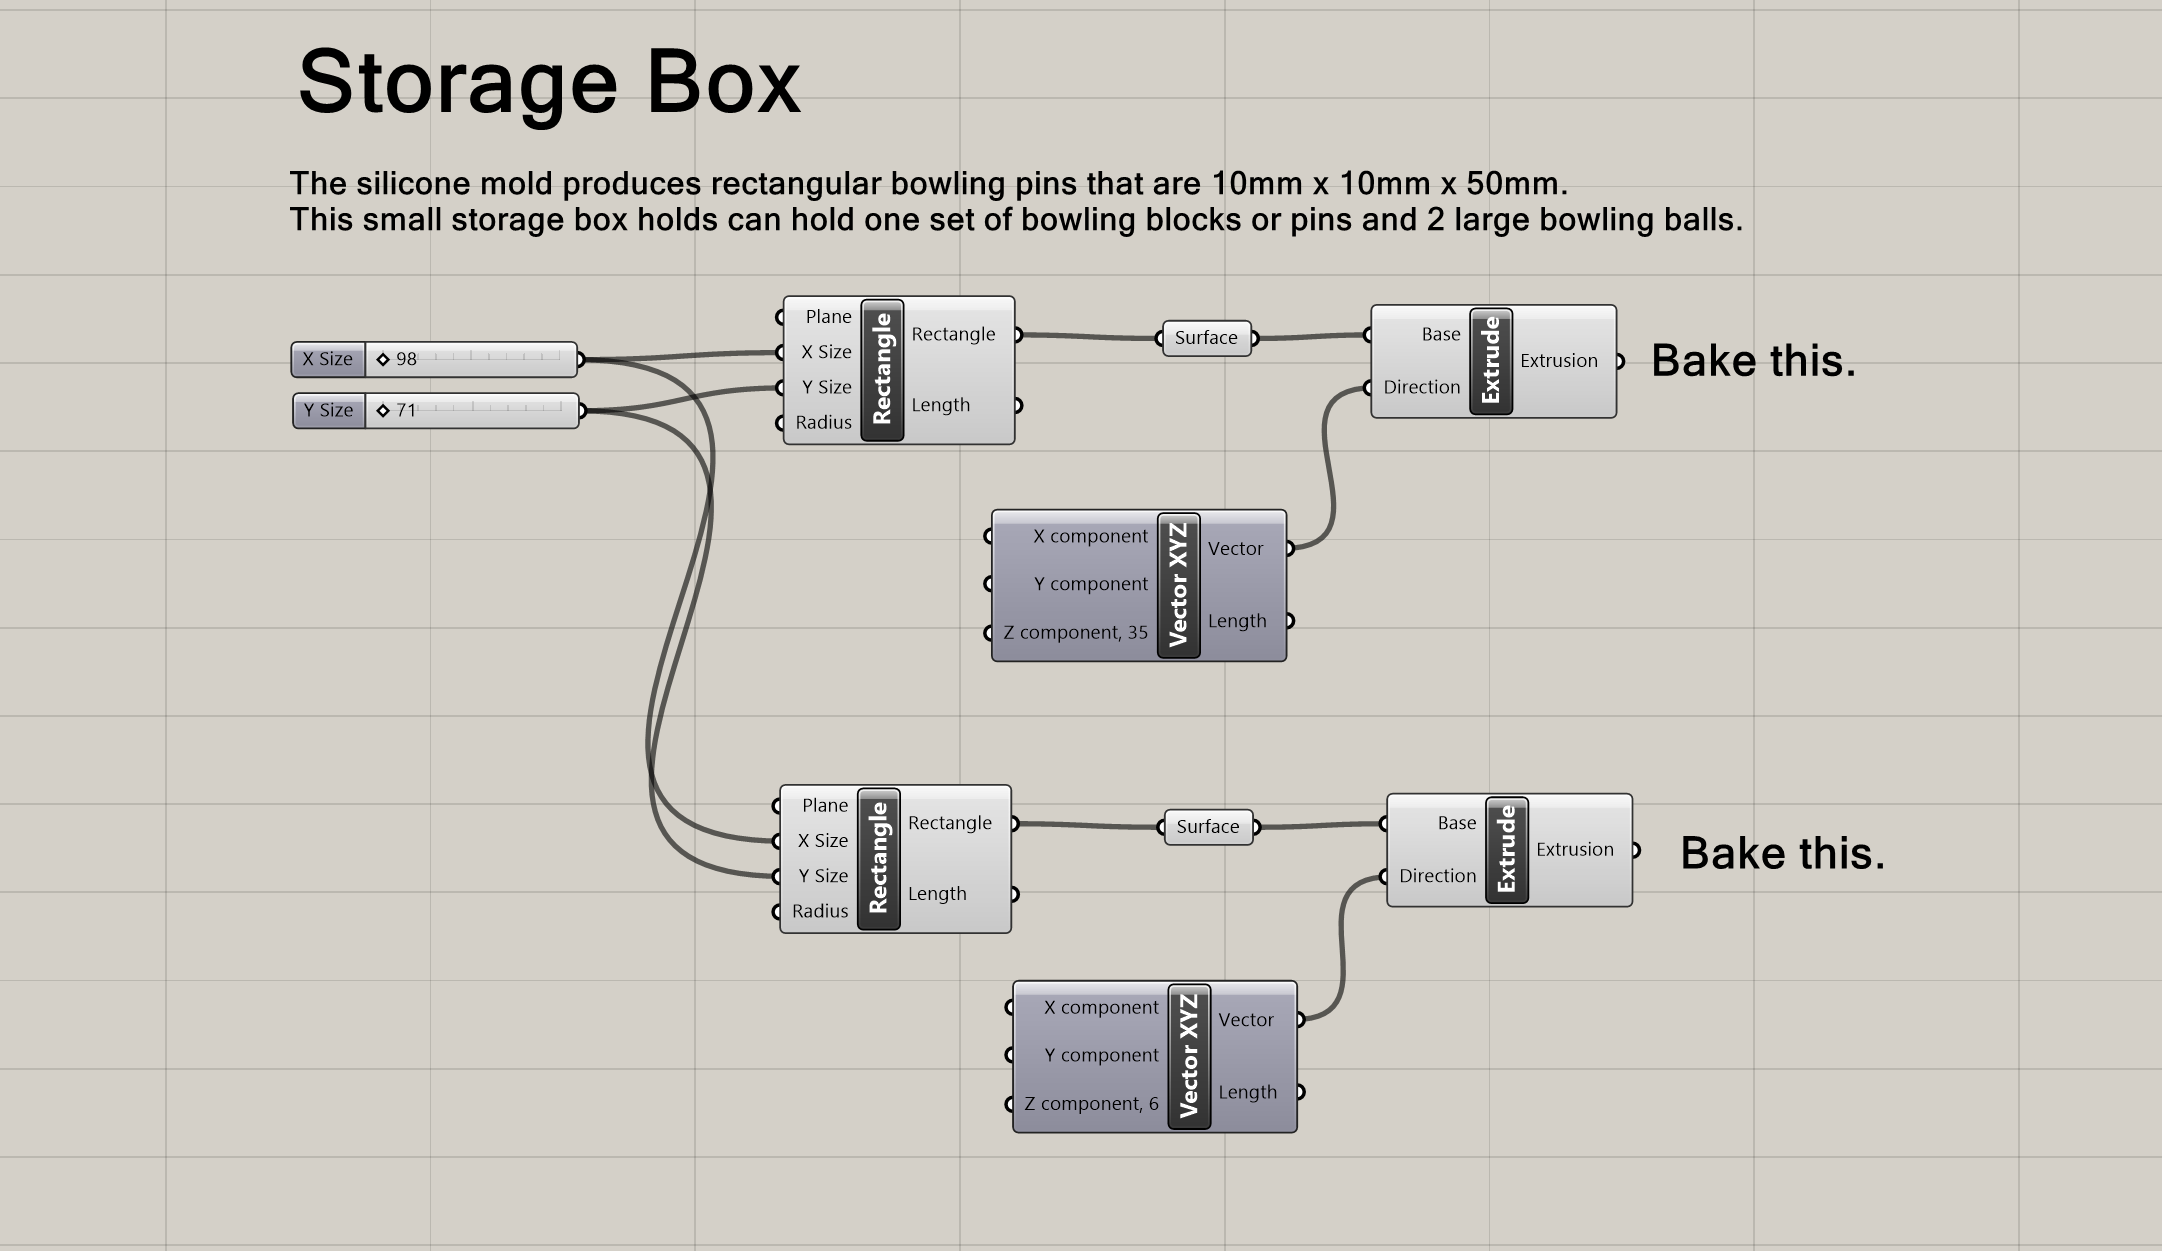 Storage Box
The silicone mold produces rectangular bowling pins that are 10mm x 10mm x 50mm.
This small storage box holds can hold one set of bowling blocks or pins and 2 large bowling balls.
X Size 98
Y Size 71
Plane
X Size
Y Size
Radius
Rectangle
Rectangle
Length
Surface
Base
Direction
Extrude
Extrusion
Bake this.
X component
Y component
Z component, 35
Vector XYZ
Vector
Length
Plane
X Size
Y Size
Radius
Rectangle
Rectangle
Length
Surface
Base
Direction
Extrude
Extrusion
Bake this.
X component
Y component
Z component, 6
Vector XYZ
Vector
Length